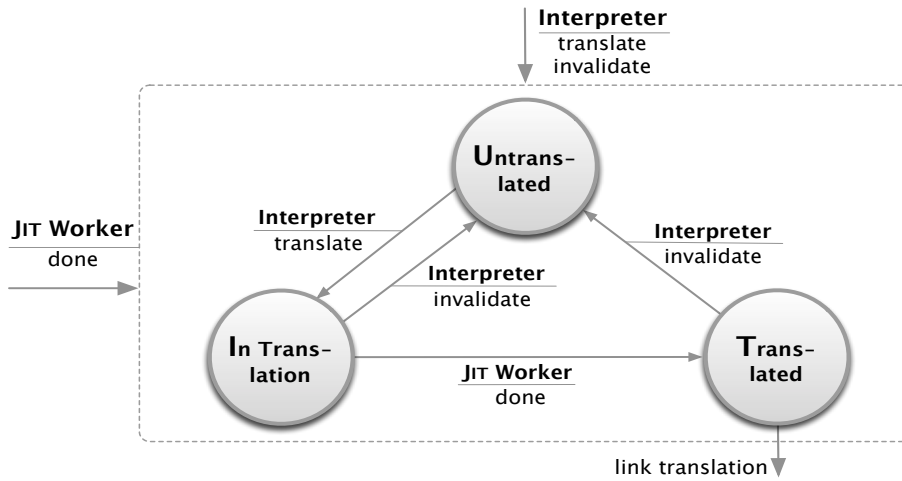 Interpreter
translate
invalidate
Untrans-
lated
JIT Worker
done
Interpreter
translate
Interpreter
invalidate
Interpreter
invalidate
In Trans-
lation
Trans-
lated
JIT Worker
done
link translation